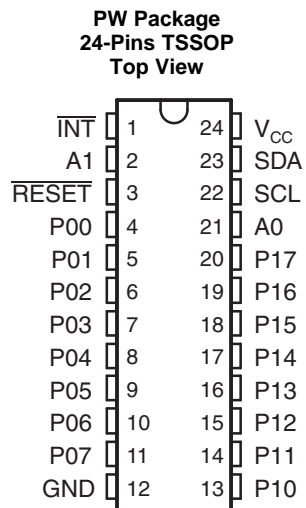 PW Package
24-Pins TSSOP
Top View
INT 1 24 VCC
A1 2 23 SDA
RESET 3 22 SCL
P00 4 21 A0
P01 5 20 P17
P02 6 19 P16
P03 7 18 P15
P04 8 17 P14
P05 9 16 P13
P06 10 15 P12
P07 11 14 P11
GND 12 13 P10